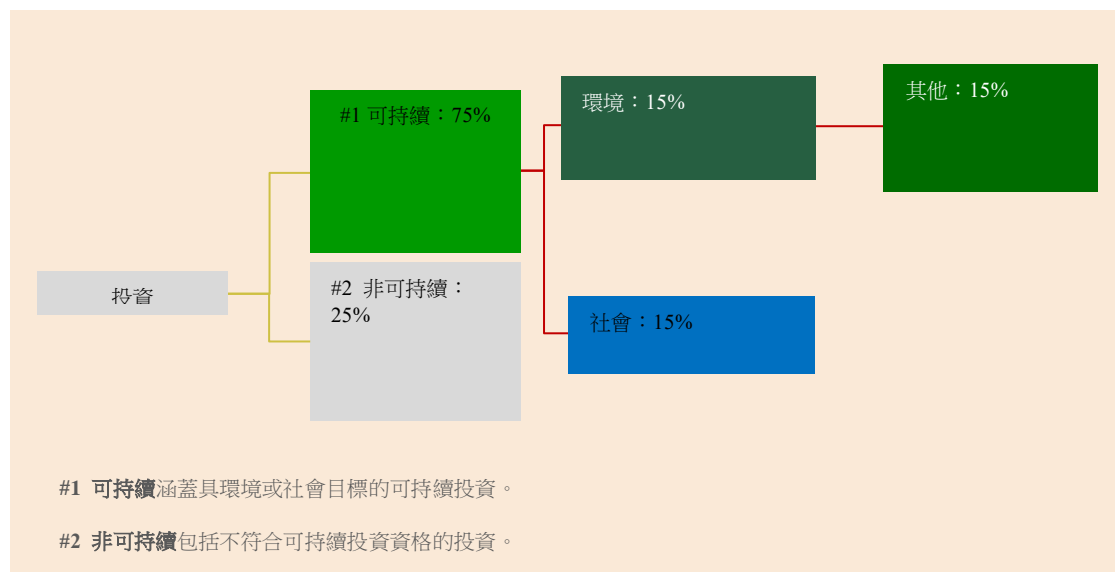 投資
#1 可持續：75%
#2 非可持續：
25%
環境：15%
社會：15%
其他：15%
#1 可持續涵蓋具環境或社會目標的可持續投資。
#2 非可持續包括不符合可持續投資資格的投資。